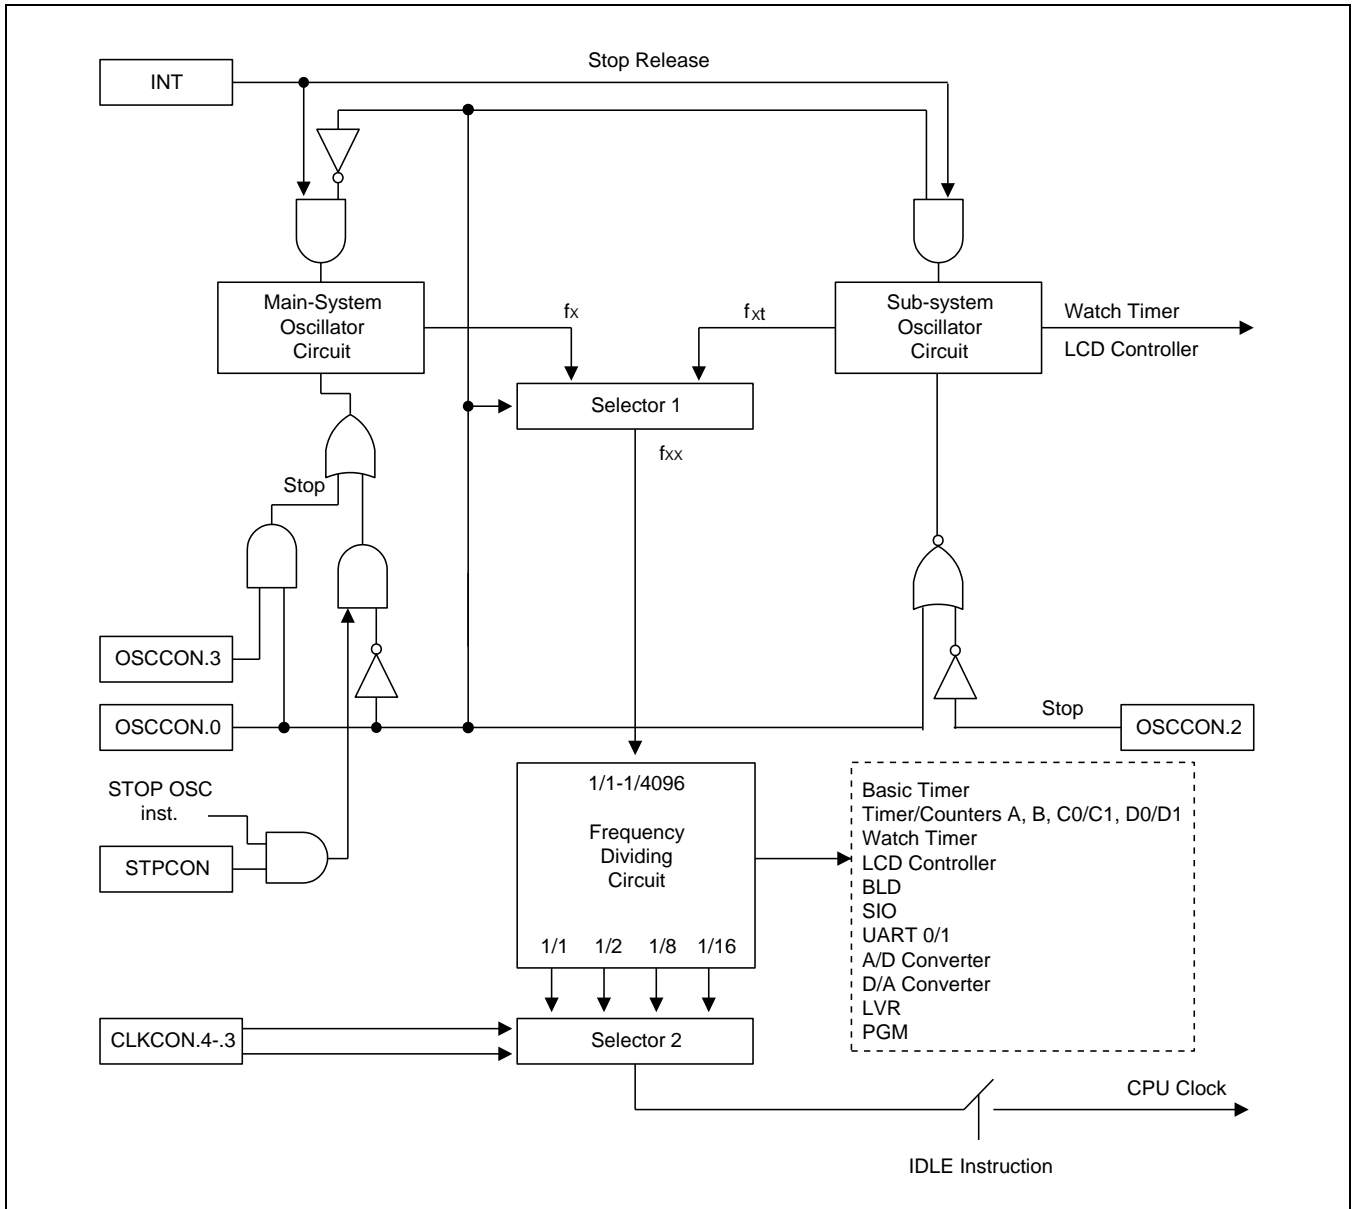 Stop Release
INT
Main-System
Oscillator
Circuit
fx
fxt
Sub-system
Oscillator
Circuit
Watch Timer
LCD Controller
Selector 1
fxx
Stop
OSCCON.3
OSCCON.0
Stop
OSCCON.2
STOP OSC
inst.
STPCON
1/1-1/4096
Frequency
Dividing
Circuit
1/1 1/2 1/8 1/16
Basic Timer
Timer/Counters A, B, C0/C1, D0/D1
Watch Timer
LCD Controller
BLD
SIO
UART 0/1
A/D Converter
D/A Converter
LVR
PGM
CLKCON.4-.3
Selector 2
CPU Clock
IDLE Instruction